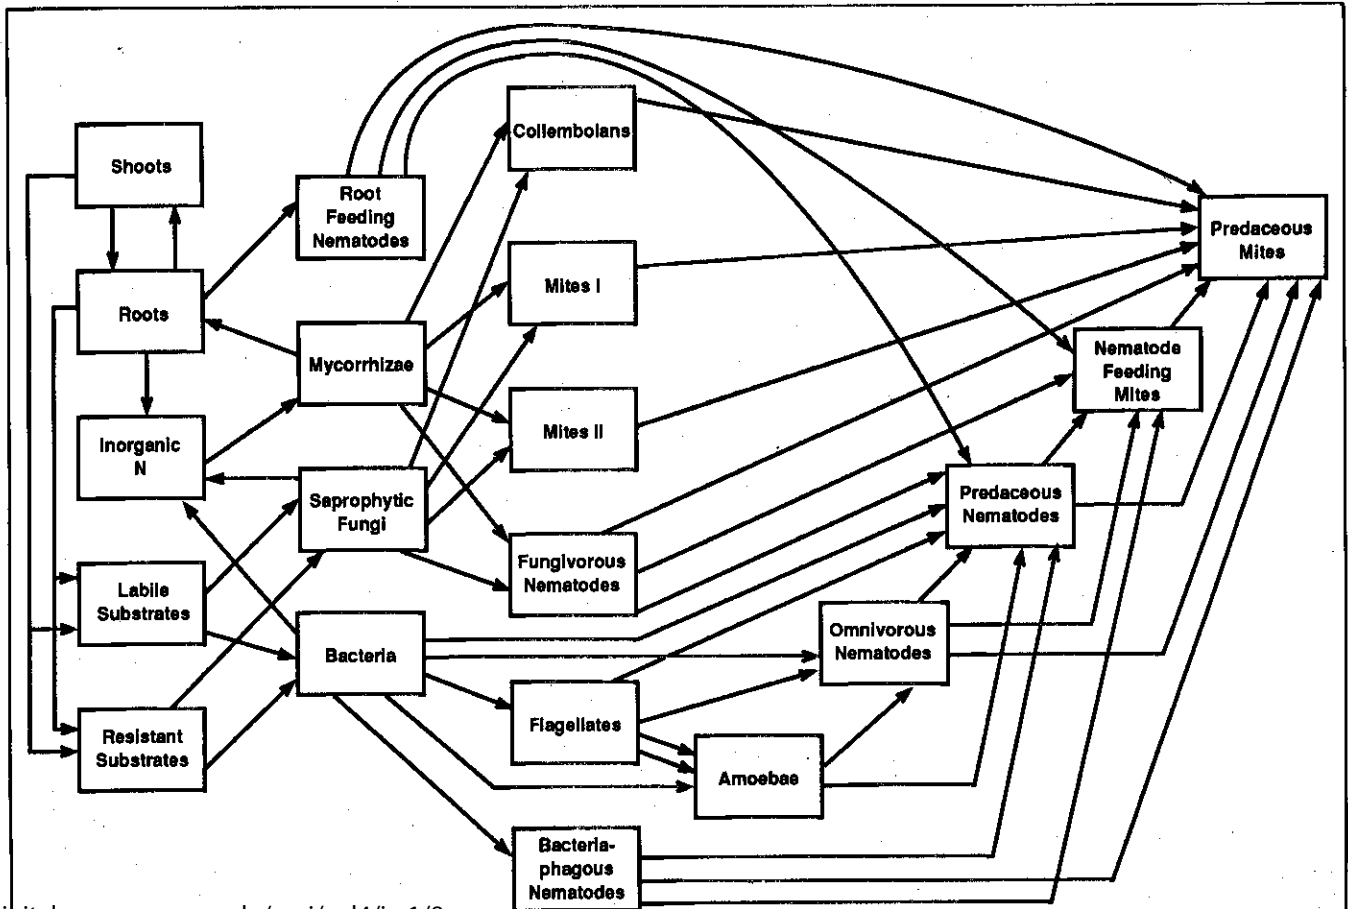 Collembolans
Shoots
Root
Feeding
Nematodes
Predaceous
Mites
Mites I
Roots
Mycorrhizae
Nematode
Feeding
Mites
Mites II
Inorganic
N
Saprophytic
Fungi
Predaceous
Nematodes
Fungivorous
Nematodes
Labile
Substrates
Omnivorous
Nematodes
Bacteria
Flagellates
Resistant
Substrates
Amoebae
Bacteria-
phagous
Nematodes